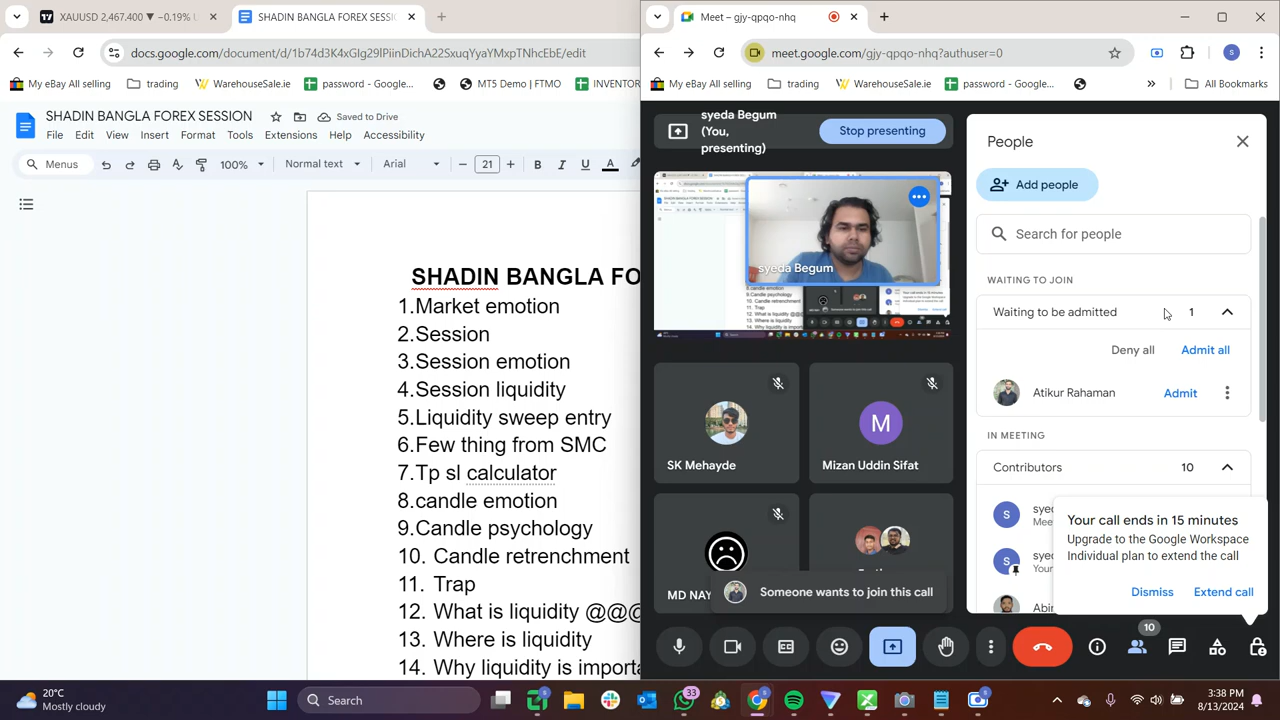 XAUUSD 2,467.400 ▼ −0.19% U
SHADIN BANGLA FOREX SESSI
docs.google.com/document/d/
/edit
My eBay All selling
trading
WarehouseSale.ie
password - Google...
MT5 Demo | FTMO
INVENTOR
SHADIN BANGLA FOREX SESSION
Saved to Drive
File Edit View Insert Format Tools Extensions Help Accessibility
Menus
100%
Normal text
Arial
21
B I U A
SHADIN BANGLA FO
1.Market emotion
2.Session
3.Session emotion
4.Session liquidity
5.Liquidity sweep entry
6.Few thing from SMC
7.Tp sl calculator
8.candle emotion
9.Candle psychology
10. Candle retrenchment
11. Trap
12. What is liquidity @@@
13. Where is liquidity
14. Why liquidity is importa
Meet – gjy-qpqo-nhq
meet.google.com/gjy-qpqo-nhq?authuser=0
S
My eBay All selling
trading
WarehouseSale.ie
password - Google...
All Bookmarks
syeda Begum
(You,
presenting)
Stop presenting
syeda Begum
SK Mehayde
M
Mizan Uddin Sifat
MD NAY
Someone wants to join this call
People
Add people
Search for people
WAITING TO JOIN
Waiting to be admitted
1
Deny all
Admit all
Atikur Rahaman
Admit
IN MEETING
Contributors
10
S
sye
Mee
S
sye
Your
Abir
Your call ends in 15 minutes
Upgrade to the Google Workspace
Individual plan to extend the call
Dismiss
Extend call
10
20°C
Mostly cloudy
Search
33
3:38 PM
8/13/2024